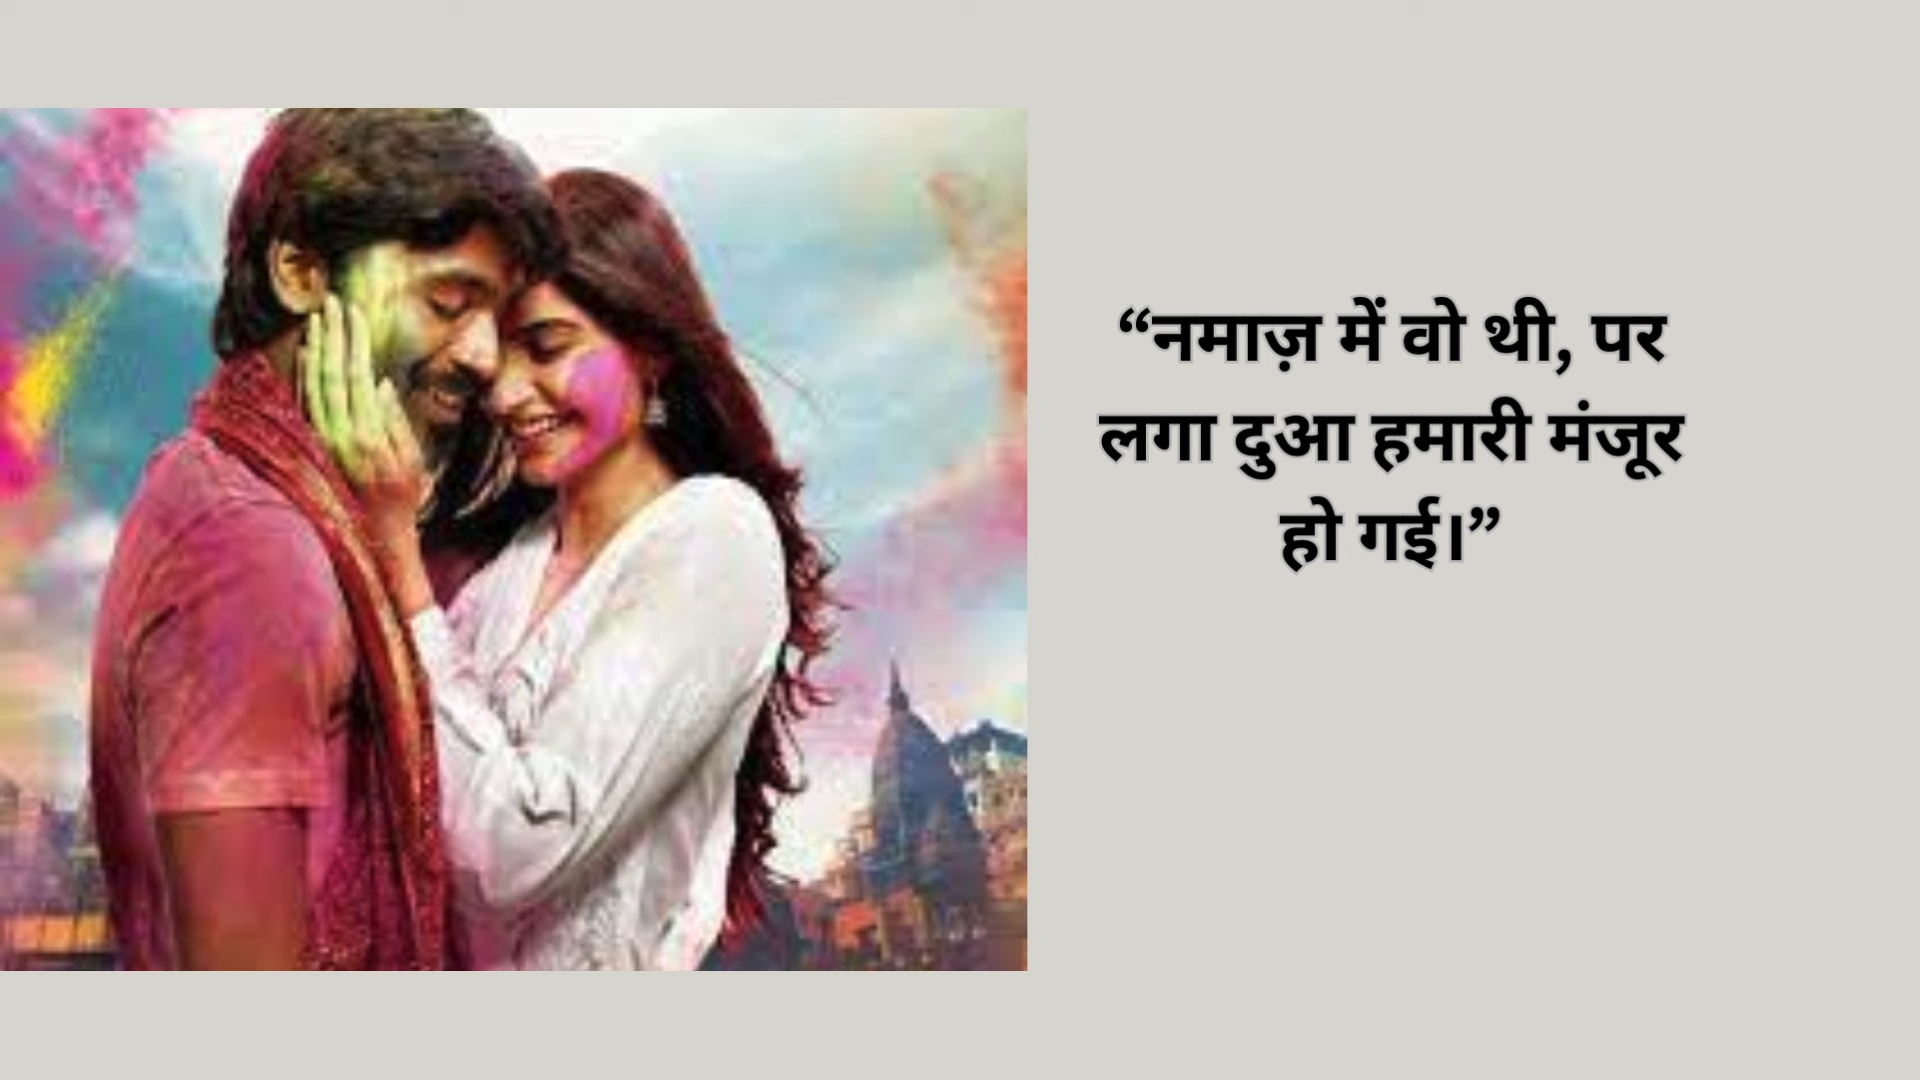 “नमाज़ में वो थी, पर
लगा दुआ हमारी मंजूर
हो गई।”